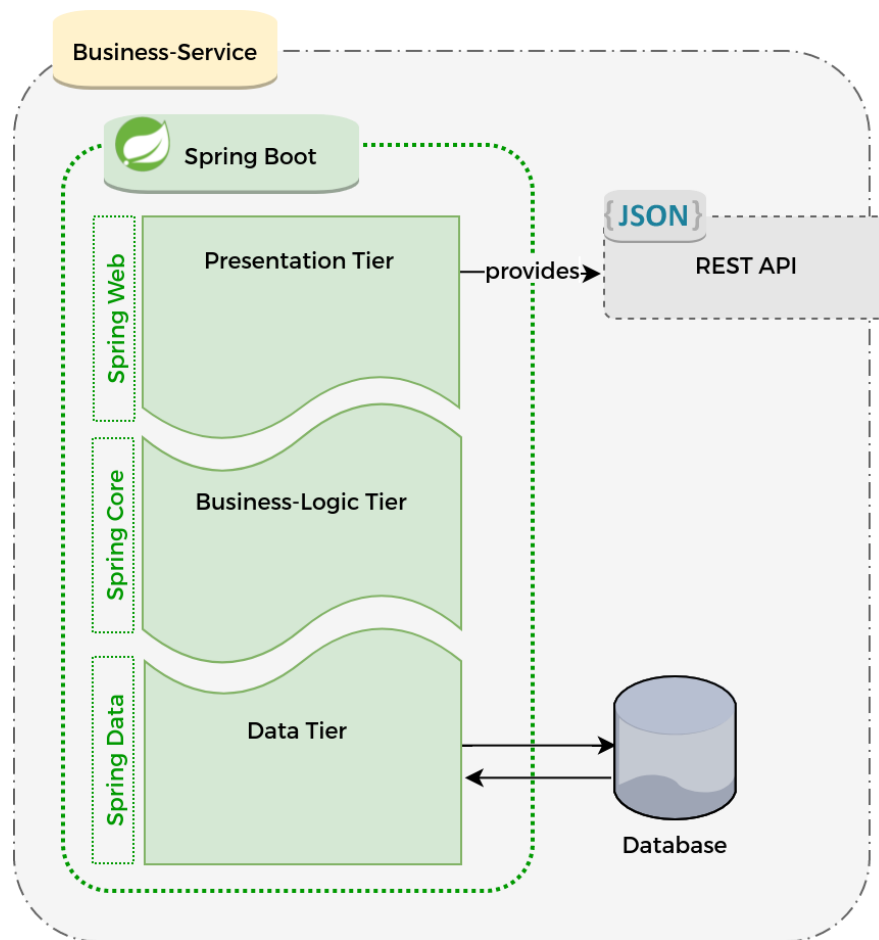 Business-Service
Spring Boot
Spring Web
Presentation Tier
provides
{JSON}
REST API
Spring Core
Business-Logic Tier
Spring Data
Data Tier
Database